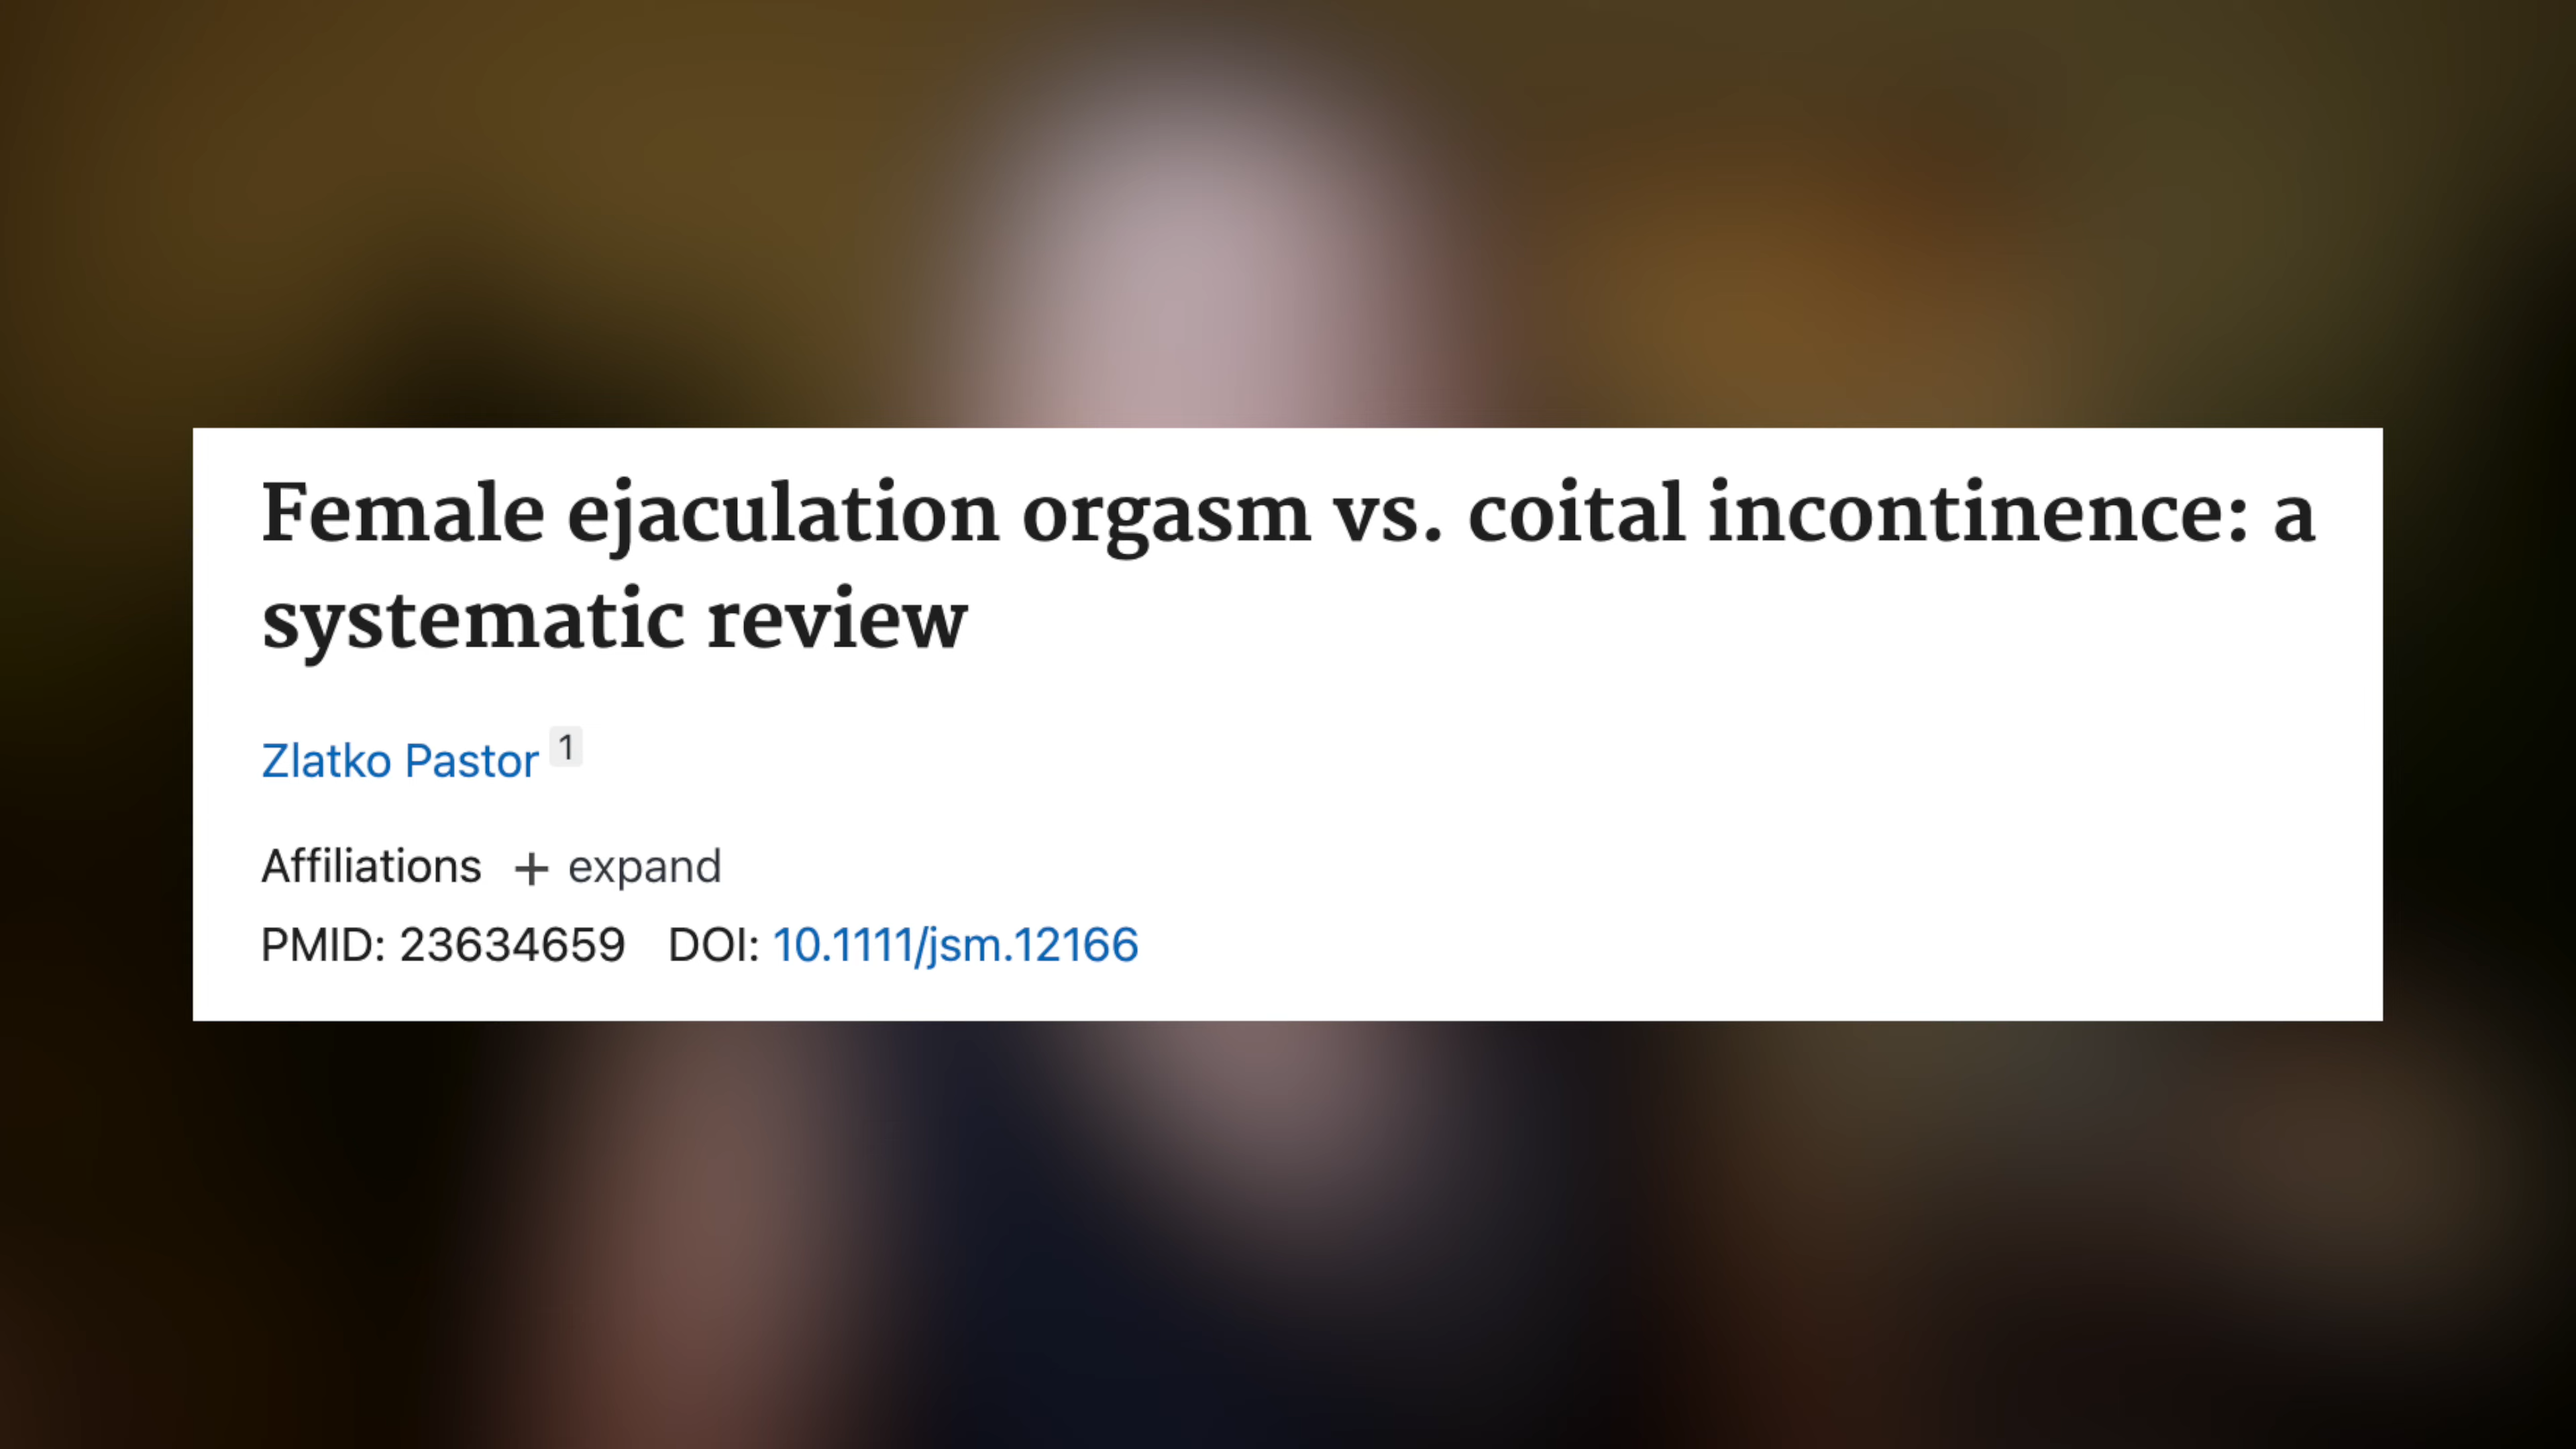 Female ejaculation orgasm vs. coital incontinence: a
systematic review
Zlatko Pastor 1
Affiliations + expand
PMID: 23634659 DOI: 10.1111/jsm.12166